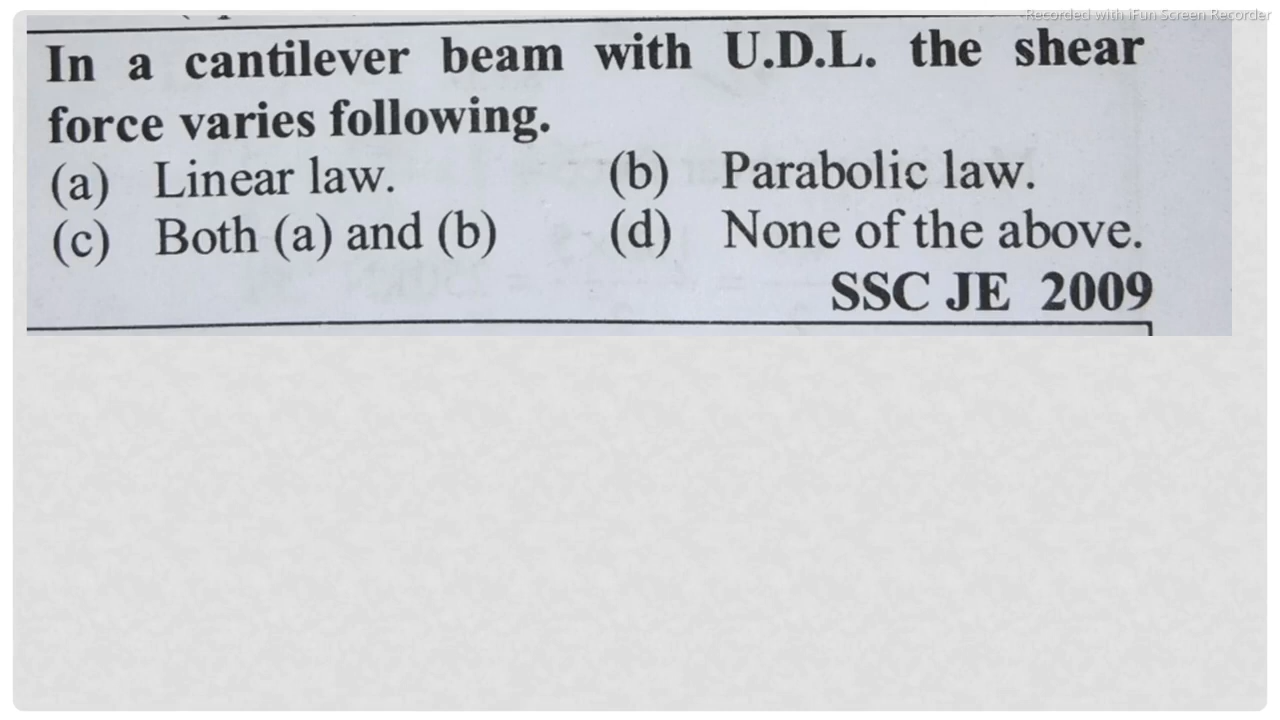 Recorded with iFun Screen Recorder
In a cantilever beam with U.D.L. the shear
force varies following.
(a) Linear law. (b) Parabolic law.
(c) Both (a) and (b) (d) None of the above.
SSC JE 2009